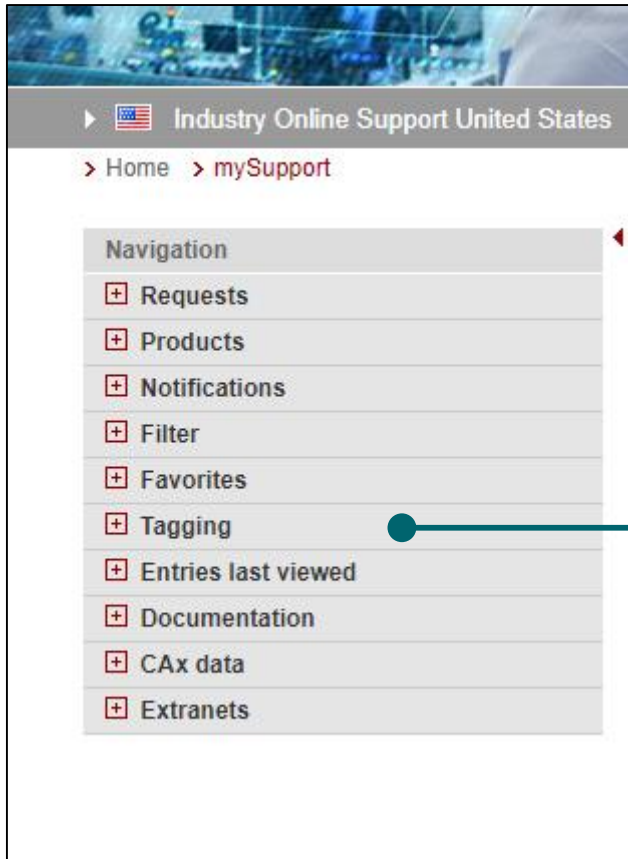 Industry Online Support United States
Home mySupport
Navigation
Requests
Products
Notifications
Filter
Favorites
Tagging
Entries last viewed
Documentation
CAx data
Extranets